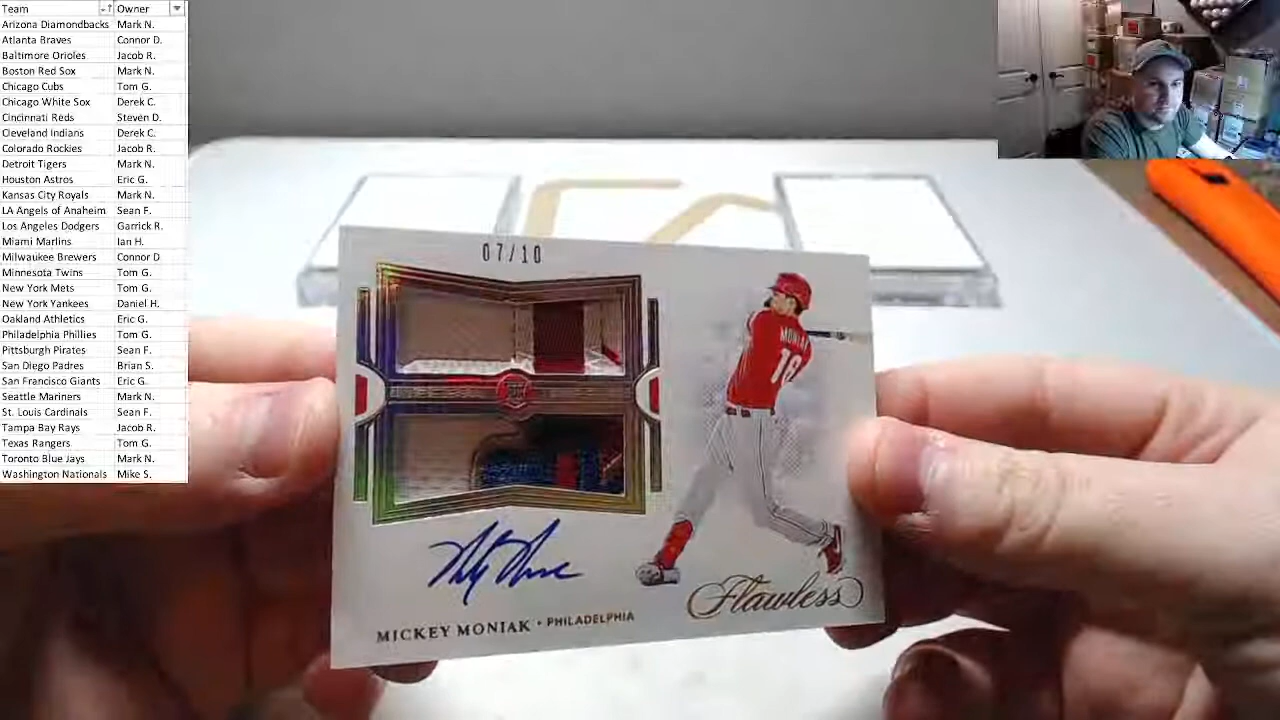 Team Owner
Arizona Diamondbacks Mark N.
Atlanta Braves Connor D.
Baltimore Orioles Jacob R.
Boston Red Sox Mark N.
Chicago Cubs Tom G.
Chicago White Sox Derek C.
Cincinnati Reds Steven D.
Cleveland Indians Derek C.
Colorado Rockies Jacob R.
Detroit Tigers Mark N.
Houston Astros Eric G.
Kansas City Royals Mark N.
LA Angels of Anaheim Sean F.
Los Angeles Dodgers Garrick R.
Miami Marlins Ian H.
Milwaukee Brewers Connor D
Minnesota Twins Tom G.
New York Mets Tom G.
New York Yankees Daniel H.
Oakland Athletics Eric G.
Philadelphia Phillies Tom G.
Pittsburgh Pirates Sean F.
San Diego Padres Brian S.
San Francisco Giants Eric G.
Seattle Mariners Mark N.
St. Louis Cardinals Sean F.
Tampa Bay Rays Jacob R.
Texas Rangers Tom G.
Toronto Blue Jays Mark N.
Washington Nationals Mike S.
07/10
16
Flawless
MICKEY MONIAK • PHILADELPHIA